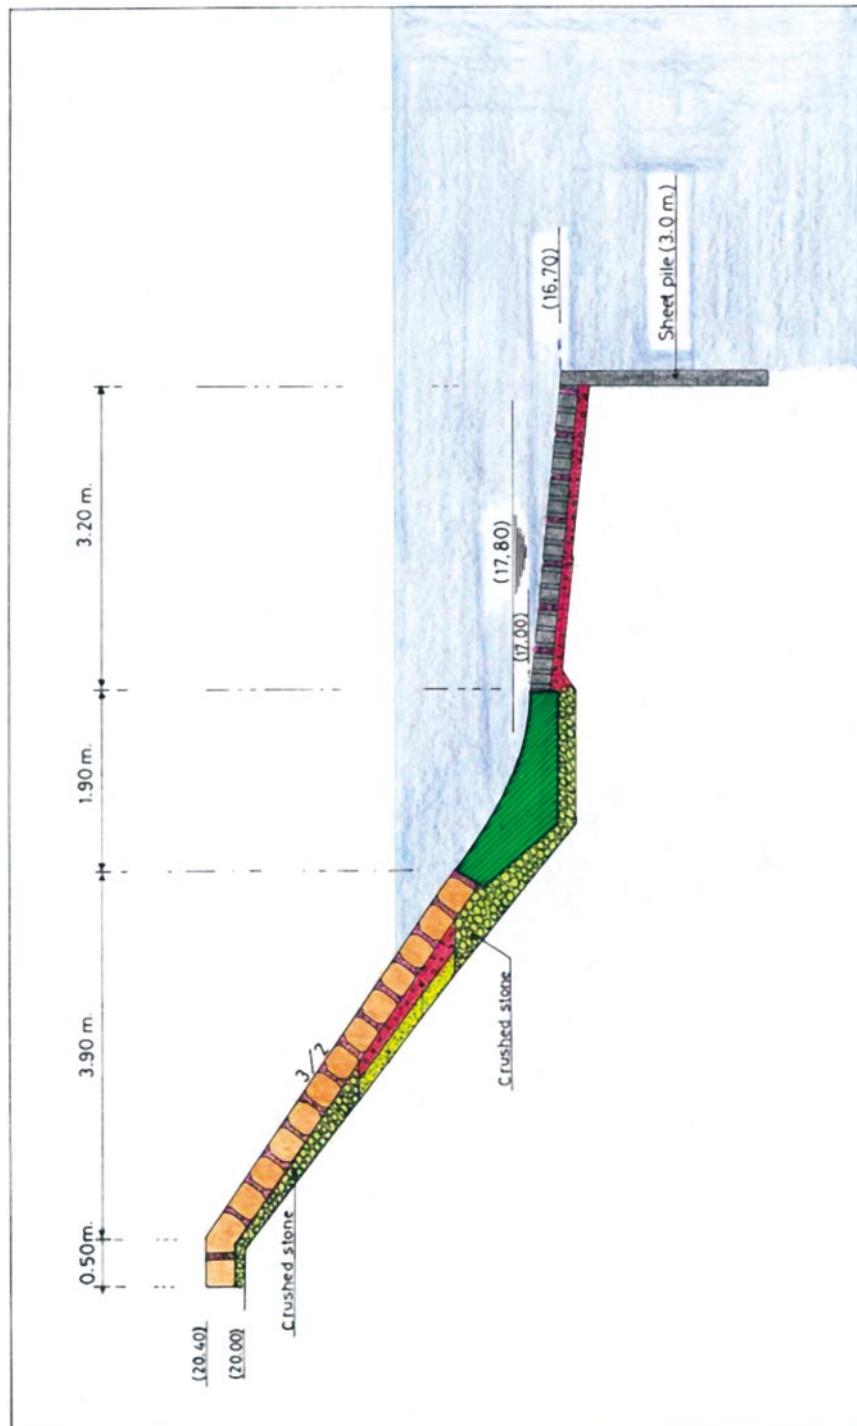 0.50m.
3.90 m.
1.90 m.
3.20 m.
(20.40)
(20.00)
Crushed stone
3/2
Crushed stone
(17.00)
(17.80)
(16.70)
Sheet pile (3.0 m.)